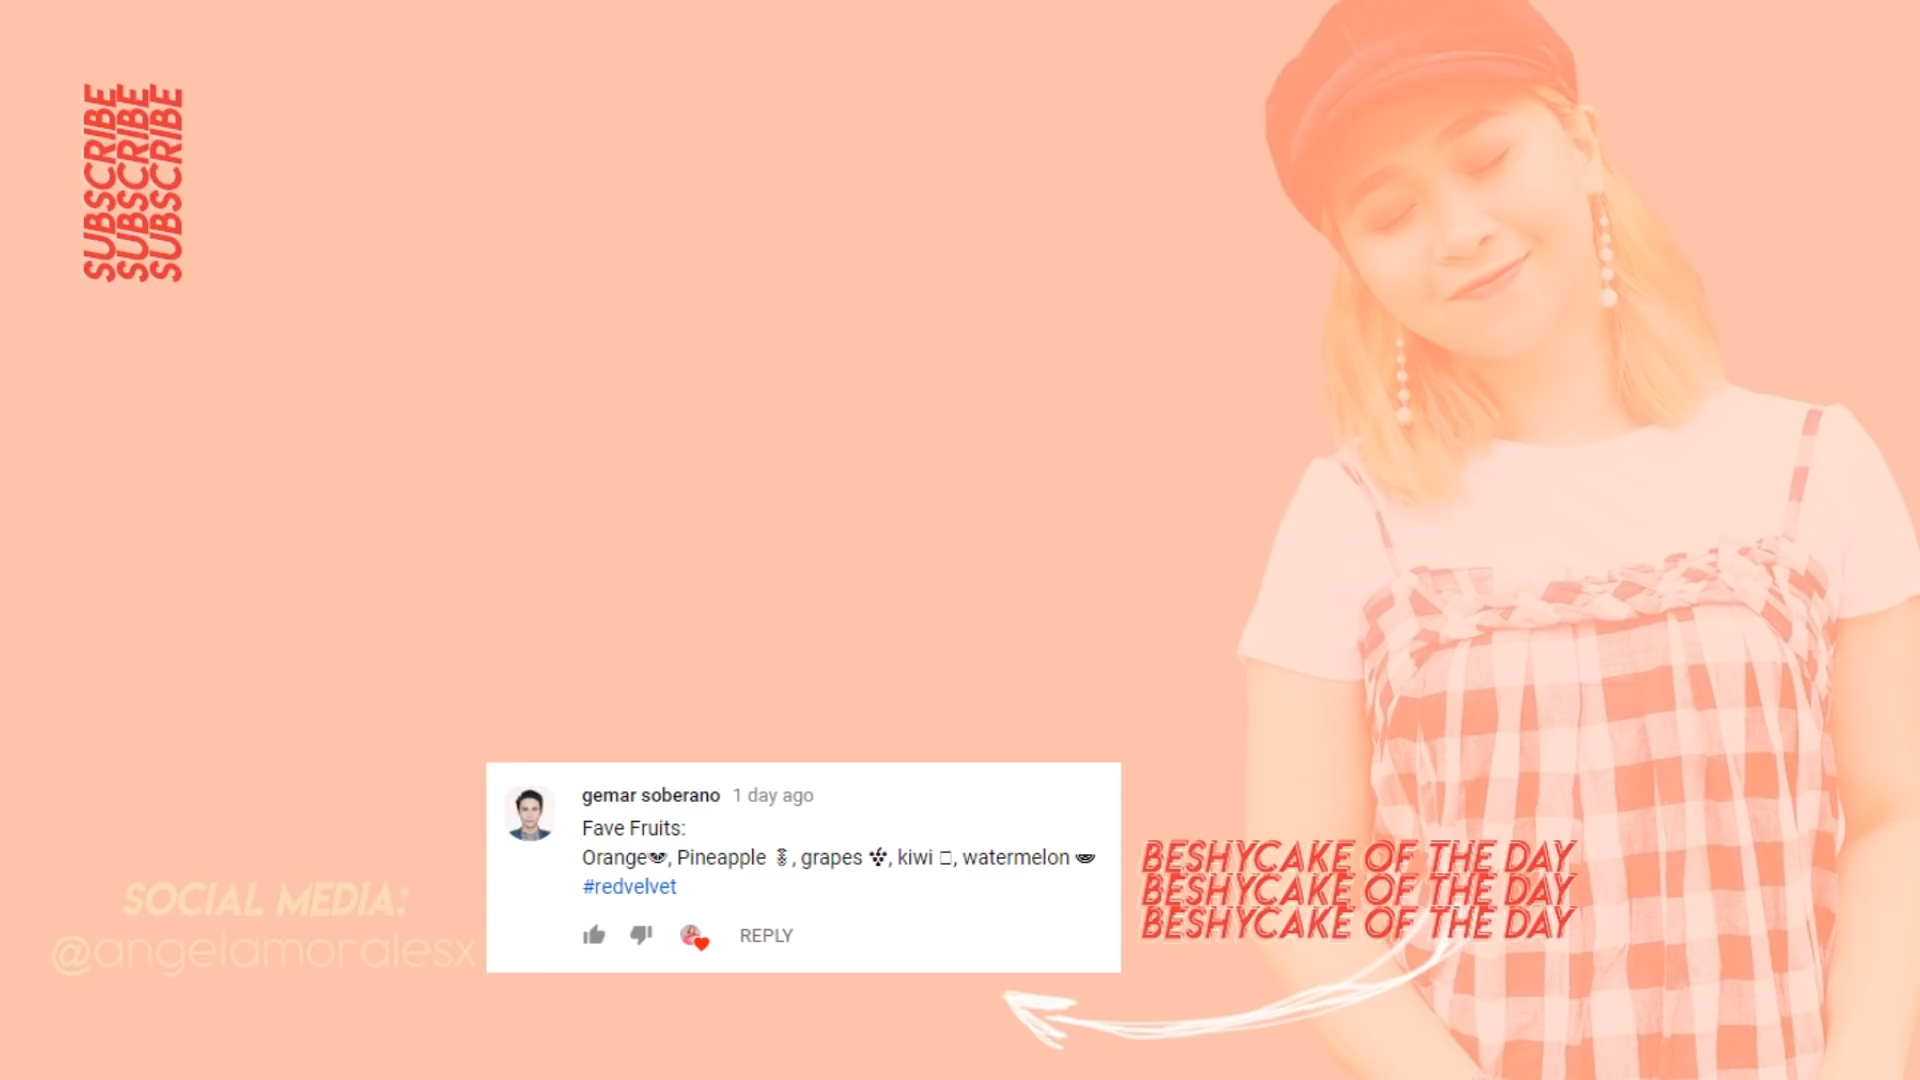 SUBSCRIBE
SUBSCRIBE
SUBSCRIBE
gemar soberano 1 day ago
Fave Fruits:
Orange🍊, Pineapple 🍍, grapes 🍇, kiwi □, watermelon 🍉
#redvelvet
REPLY
BESHYCAKE OF THE DAY
BESHYCAKE OF THE DAY
BESHYCAKE OF THE DAY
SOCIAL MEDIA:
@angelamoralesx